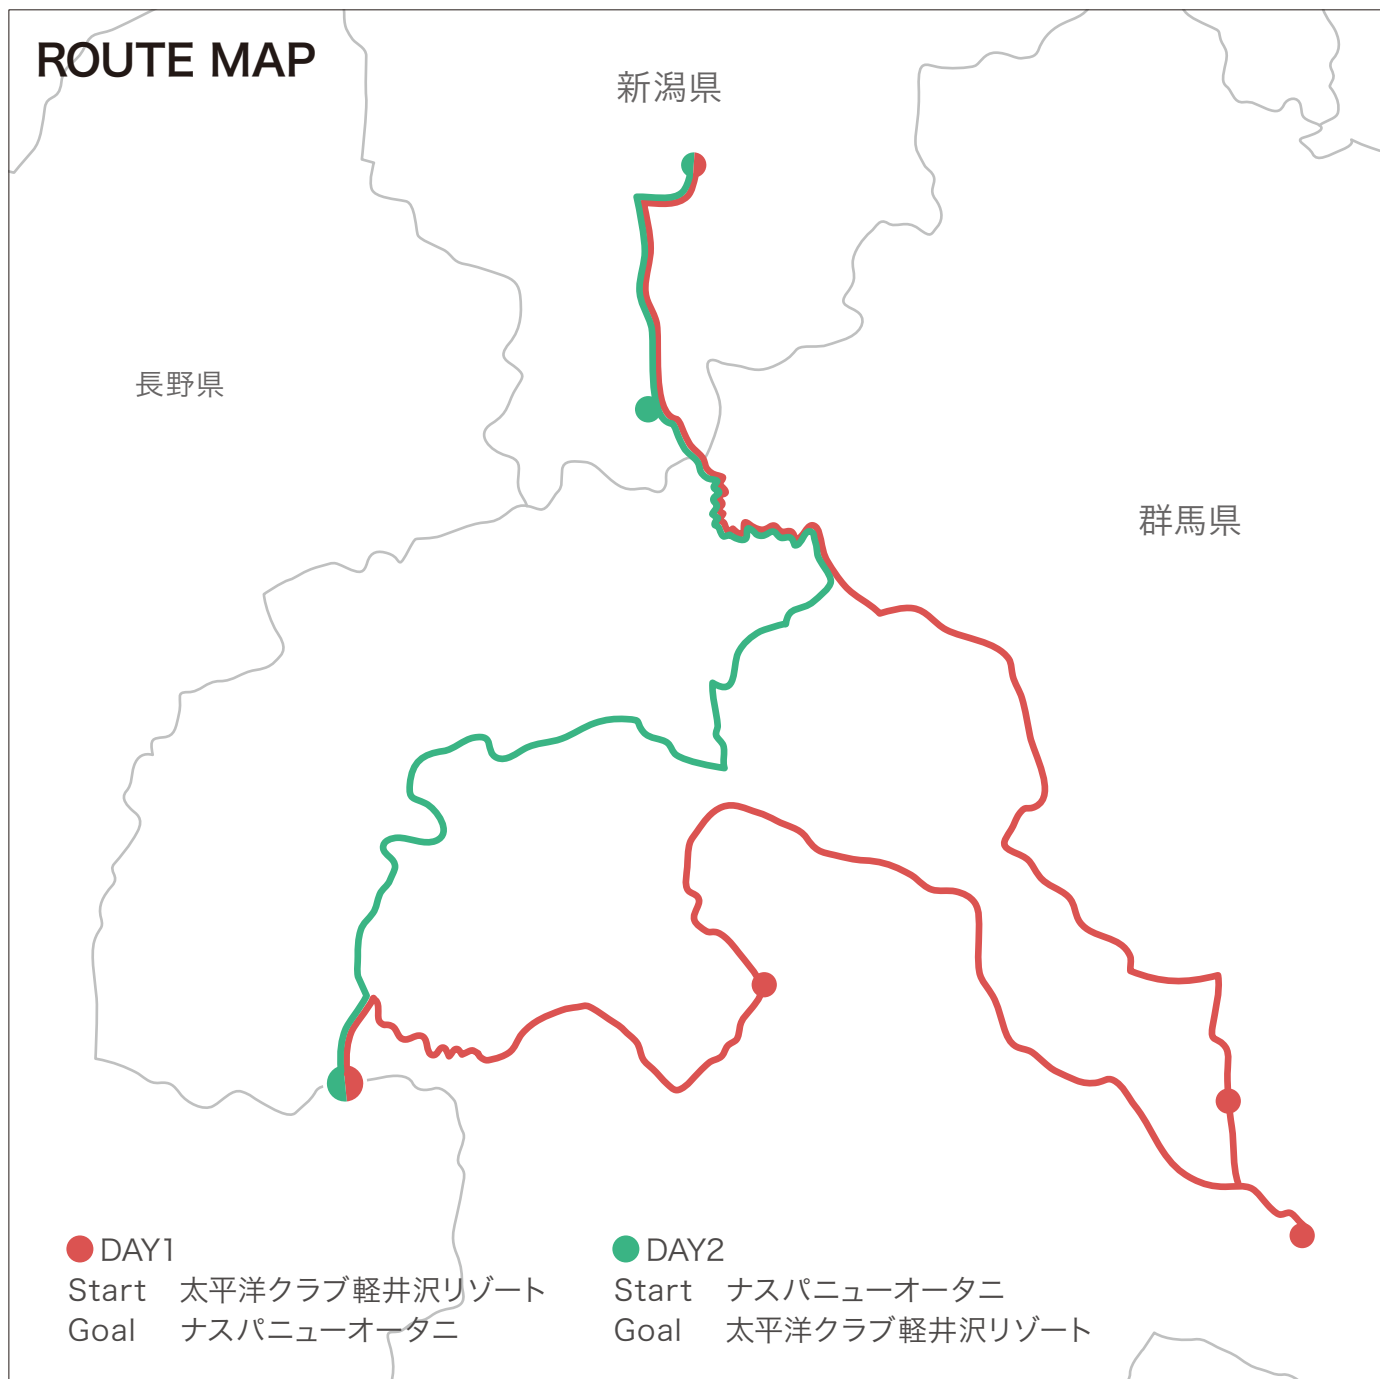 ROUTE MAP
新潟県
長野県
群馬県
DAY1
Start 太平洋クラブ軽井沢リゾート
Goal ナスパニューオータニ
DAY2
Start ナスパニューオータニ
Goal 太平洋クラブ軽井沢リゾート